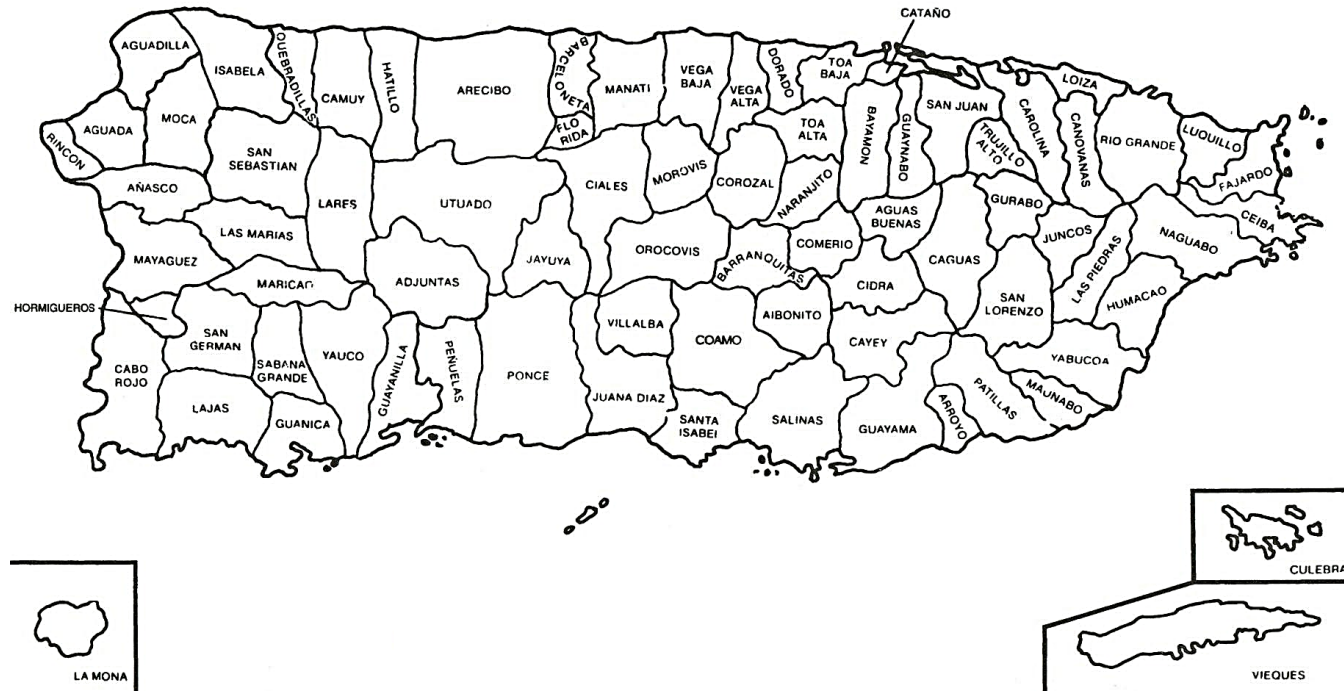 CATAÑO
AGUADILLA
ISABELA
QUEBRADILLAS
CAMUY
HATILLO
ARECIBO
BARCELONETA
MANATI
VEGA
BAJA
VEGA
ALTA
DORADO
TOA
BAJA
LOIZA
SAN JUAN
CAROLINA
CANOVANAS
RIO GRANDE
LUQUILLO
FAJARDO
CEIBA
RINCON
AGUADA
MOCA
SAN
SEBASTIAN
FLO
RIDA
TOA
ALTA
BAYAMON
GUAYNABO
TRUJILLO
ALTO
AÑASCO
LARES
UTUADO
CIALES
MOROVIS
COROZAL
NARANJITO
AGUAS
BUENAS
GURABO
JUNCOS
LAS PIEDRAS
NAGUABO
LAS MARIAS
MAYAGUEZ
MARICAO
ADJUNTAS
JAYUYA
OROCOVIS
BARRANQUITAS
COMERIO
CIDRA
CAGUAS
SAN
LORENZO
HUMACAO
HORMIGUEROS
SAN
GERMAN
SABANA
GRANDE
YAUCO
GUAYANILLA
PEÑUELAS
PONCE
VILLALBA
COAMO
AIBONITO
CAYEY
YABUCOA
CABO
ROJO
LAJAS
GUANICA
JUANA DIAZ
SANTA
ISABEI
SALINAS
GUAYAMA
ARROYO
PATILLAS
MAUNABO
CULEBRA
LA MONA
VIEQUES